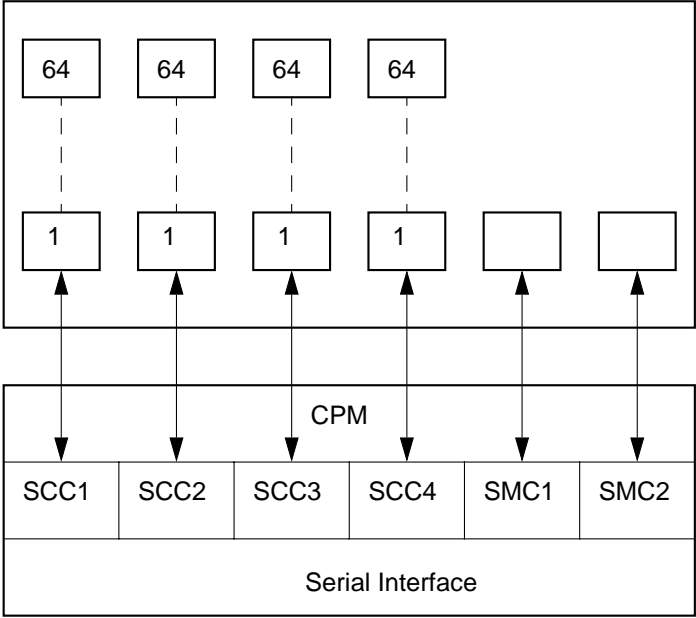 64 64 64 64
1 1 1 1
CPM
SCC1 SCC2 SCC3 SCC4 SMC1 SMC2
Serial Interface